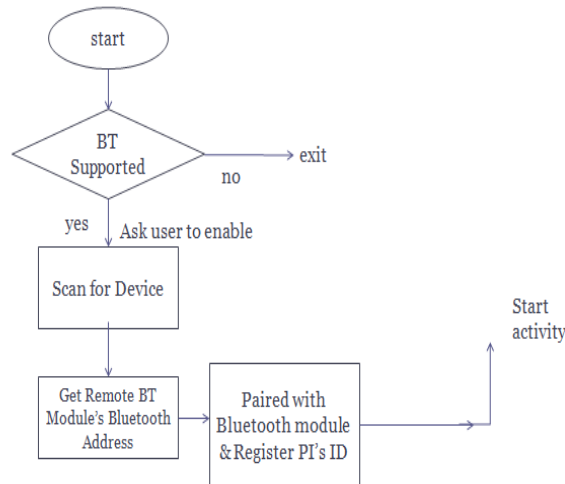 start
BT
Supported
exit
no
yes
Ask user to enable
Scan for Device
Get Remote BT
Module's Bluetooth
Address
Paired with
Bluetooth module
& Register PI's ID
Start
activity